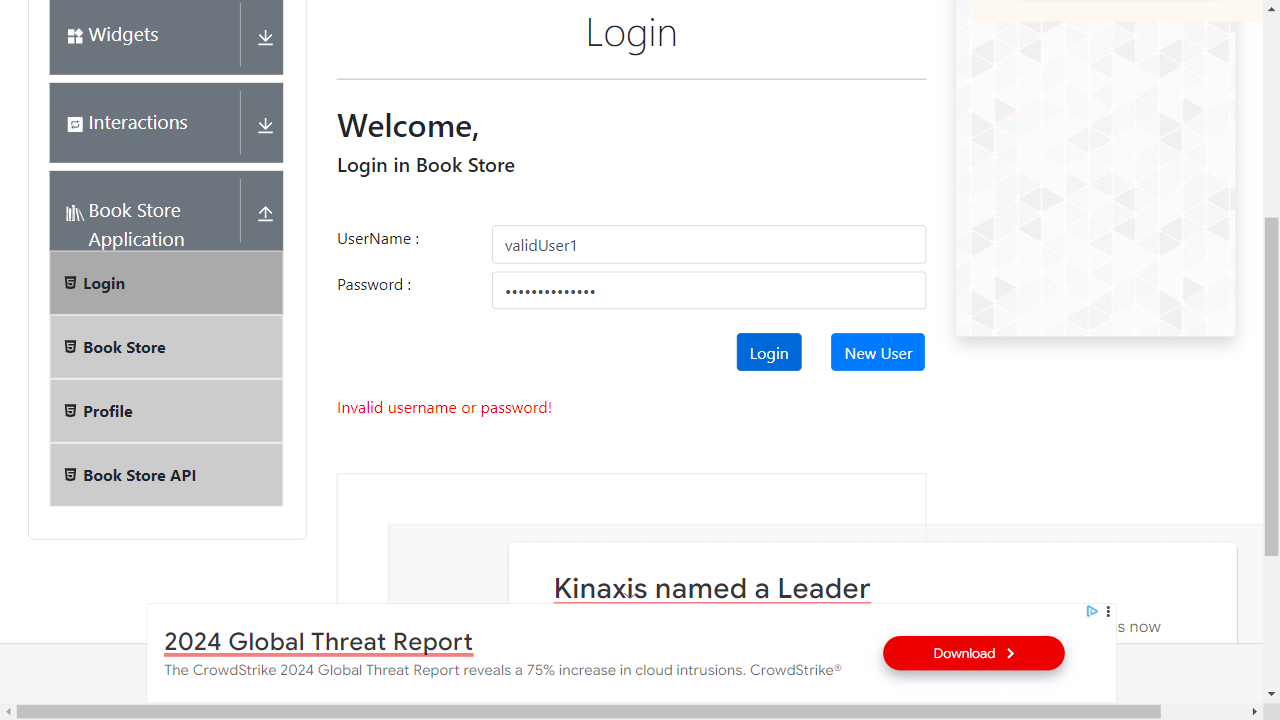 Widgets
Interactions
Book Store
Application
Login
Book Store
Profile
Book Store API
Login
Welcome,
Login in Book Store
UserName :
validUser1
Password :
••••••••••••••
Login
New User
Invalid username or password!
Kinaxis named a Leader
s now
2024 Global Threat Report
The CrowdStrike 2024 Global Threat Report reveals a 75% increase in cloud intrusions. CrowdStrike®
Download